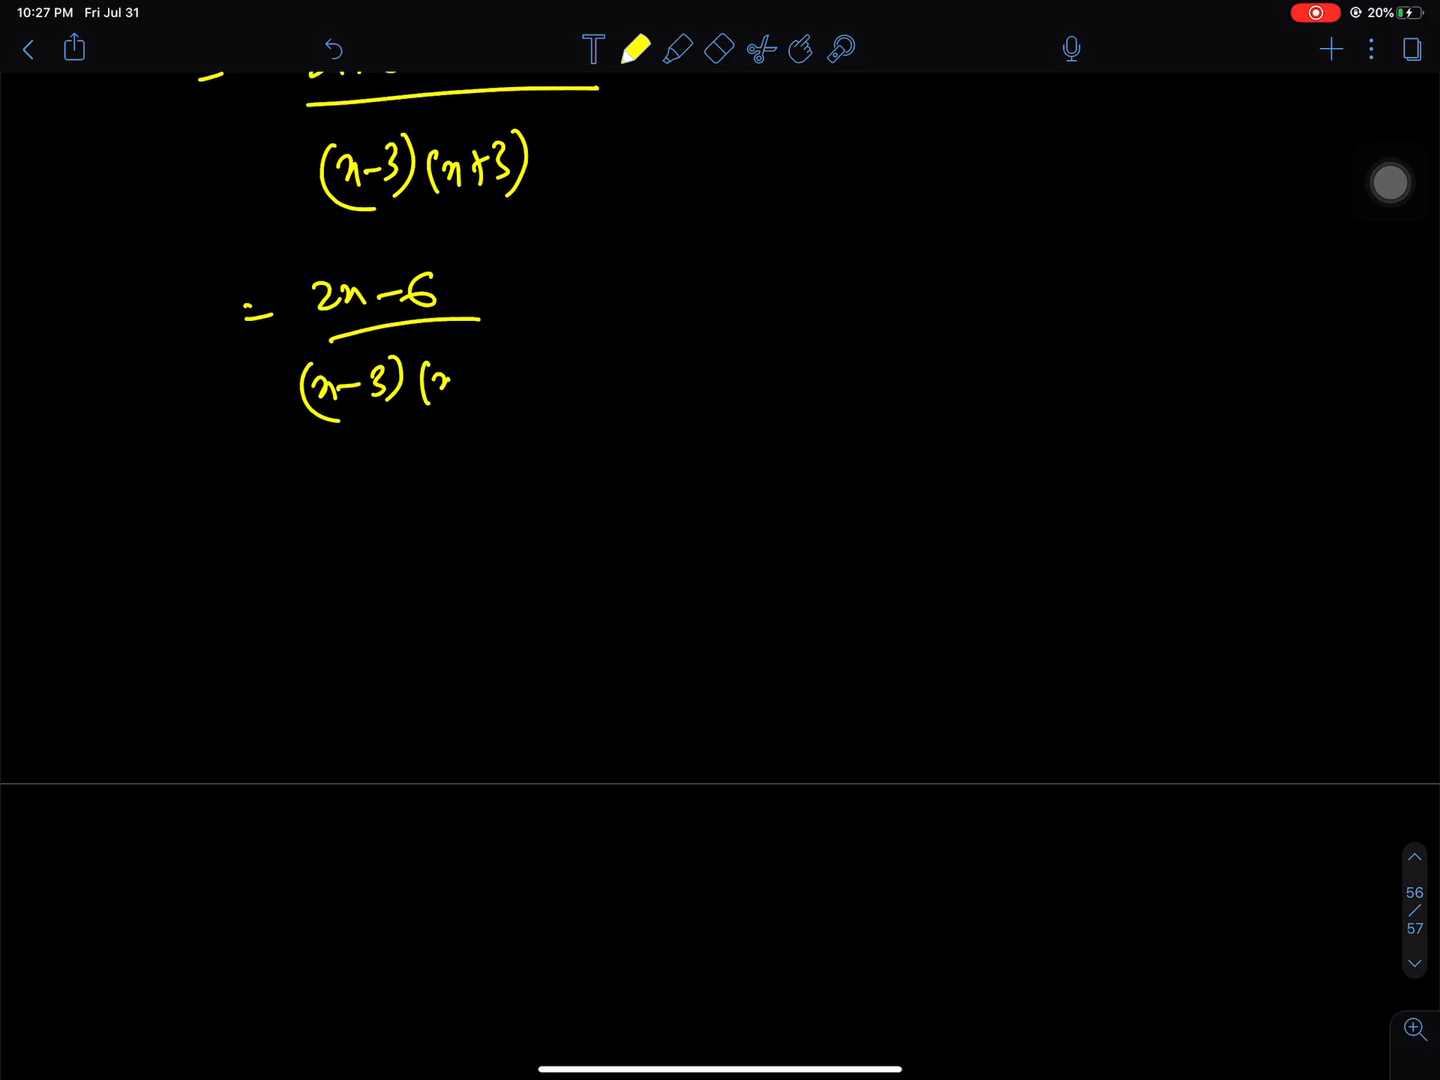 10:27 PM Fri Jul 31
20%
=
(x-3)(x+3)
= 2x-6
(x-3)(x
56
/
57